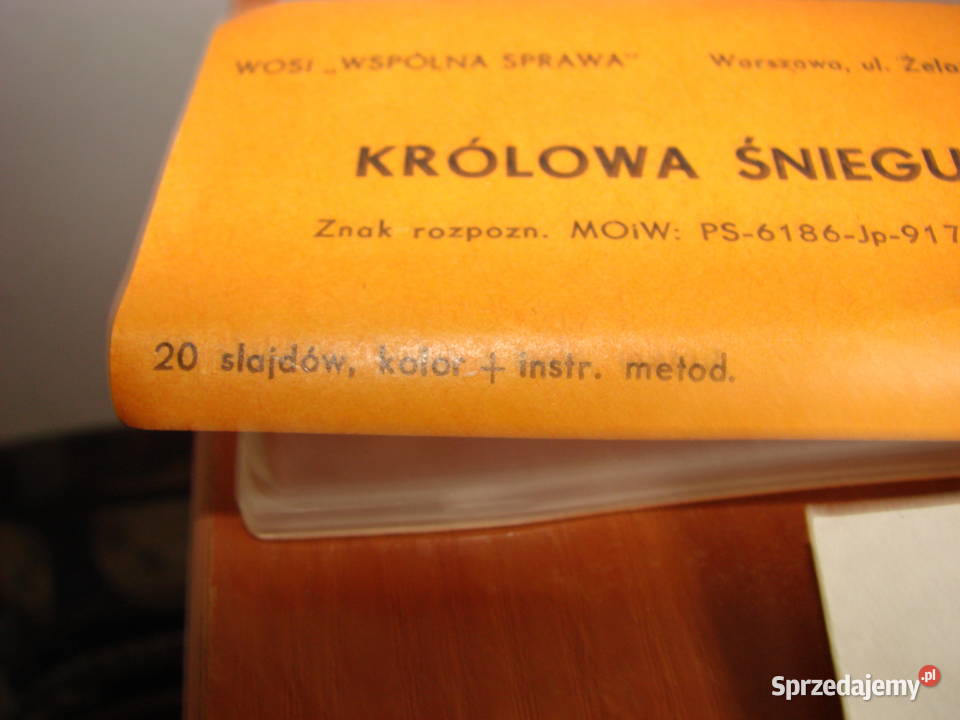 WOSI „WSPÓLNA SPRAWA" Warszawa, ul. Żela
KRÓLOWA ŚNIEGU
Znak rozpozn. MOiW: PS-6186-Jp-917
20 slajdów, kolor + instr. metod.
Sprzedajemy.pl